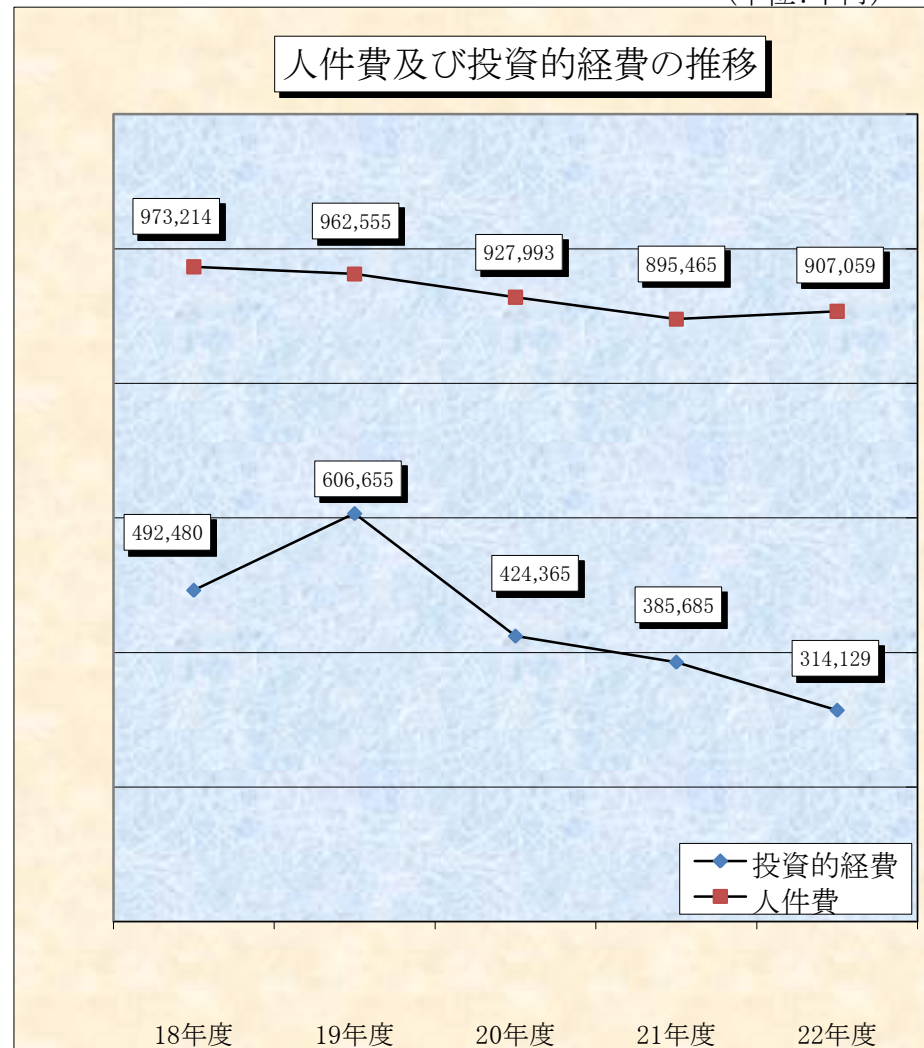 人件費及び投資的経費の推移
973,214
962,555
927,993
895,465
907,059
492,480
606,655
424,365
385,685
314,129
投資的経費
人件費
18年度 19年度 20年度 21年度 22年度